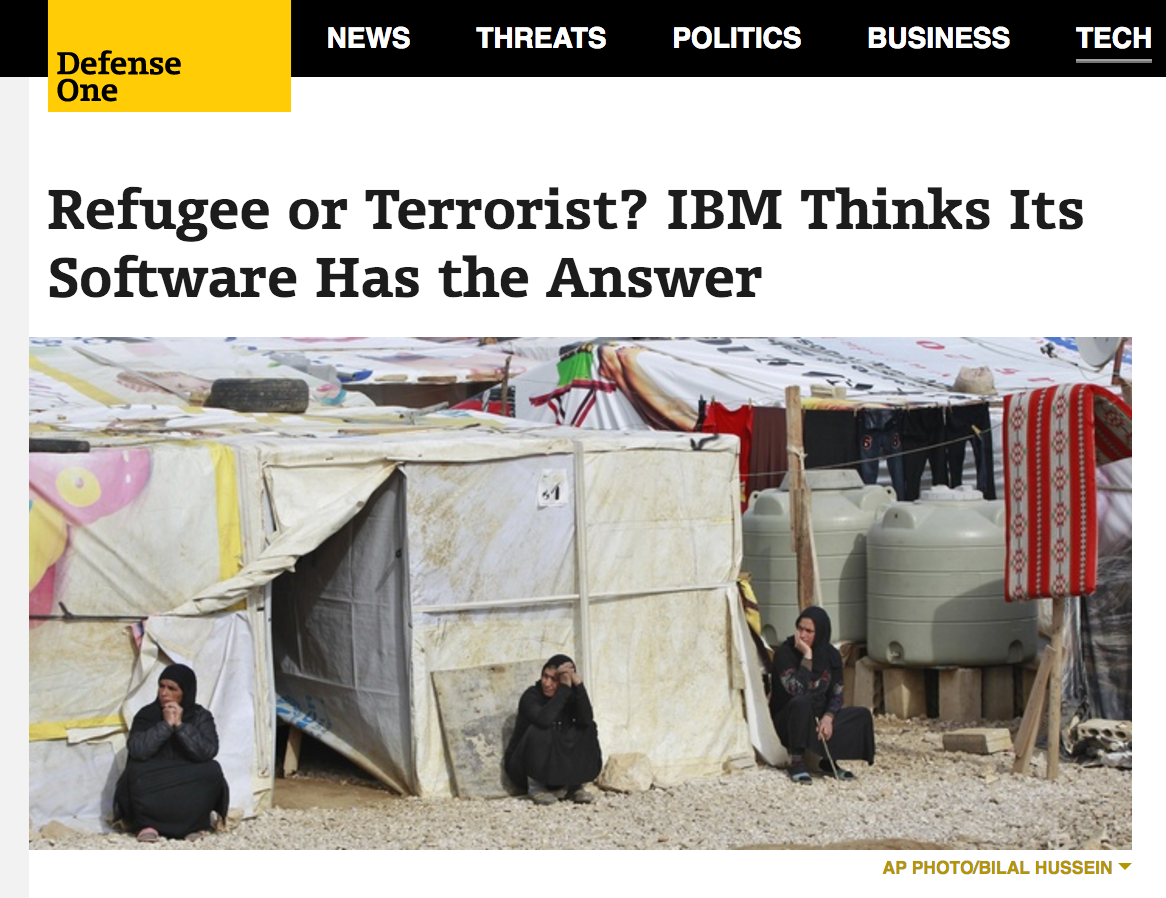 Defense
One
NEWS THREATS POLITICS BUSINESS TECH
Refugee or Terrorist? IBM Thinks Its
Software Has the Answer
AP PHOTO/BILAL HUSSEIN